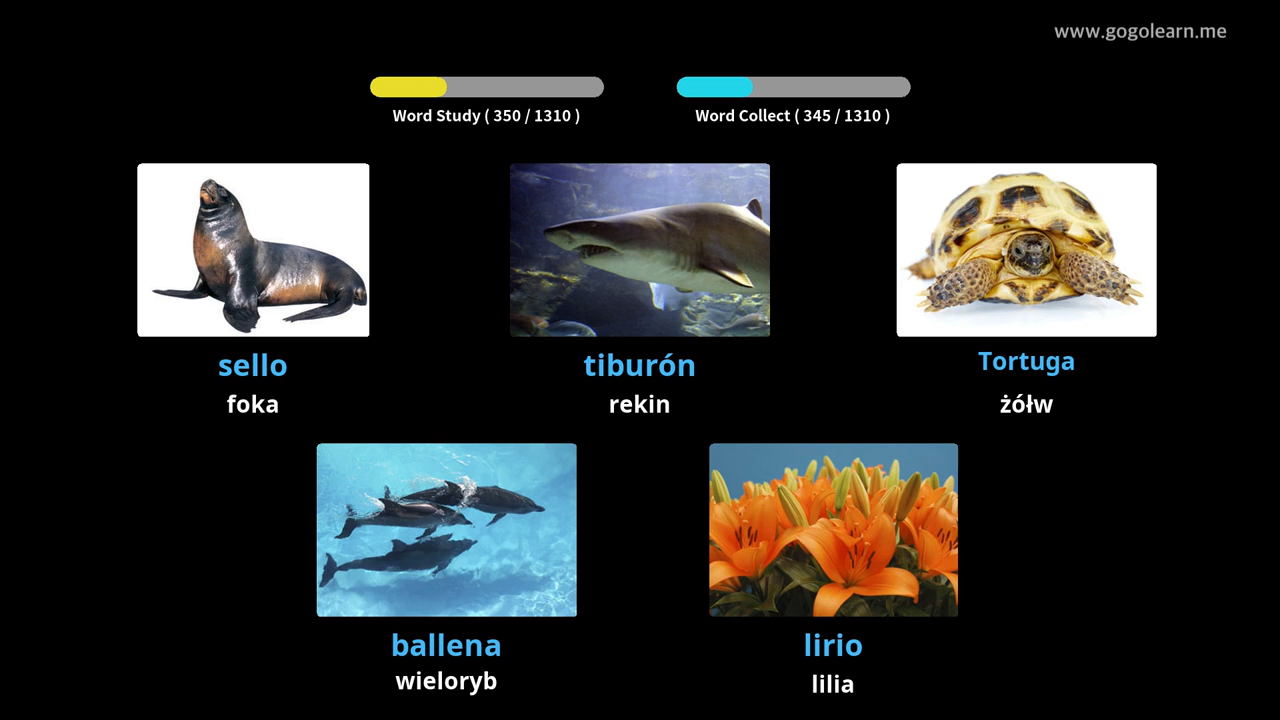 www.gogolearn.me
Word Study ( 350 / 1310 )
Word Collect ( 345 / 1310 )
sello
foka
tiburón
rekin
Tortuga
żółw
ballena
wieloryb
lirio
lilia